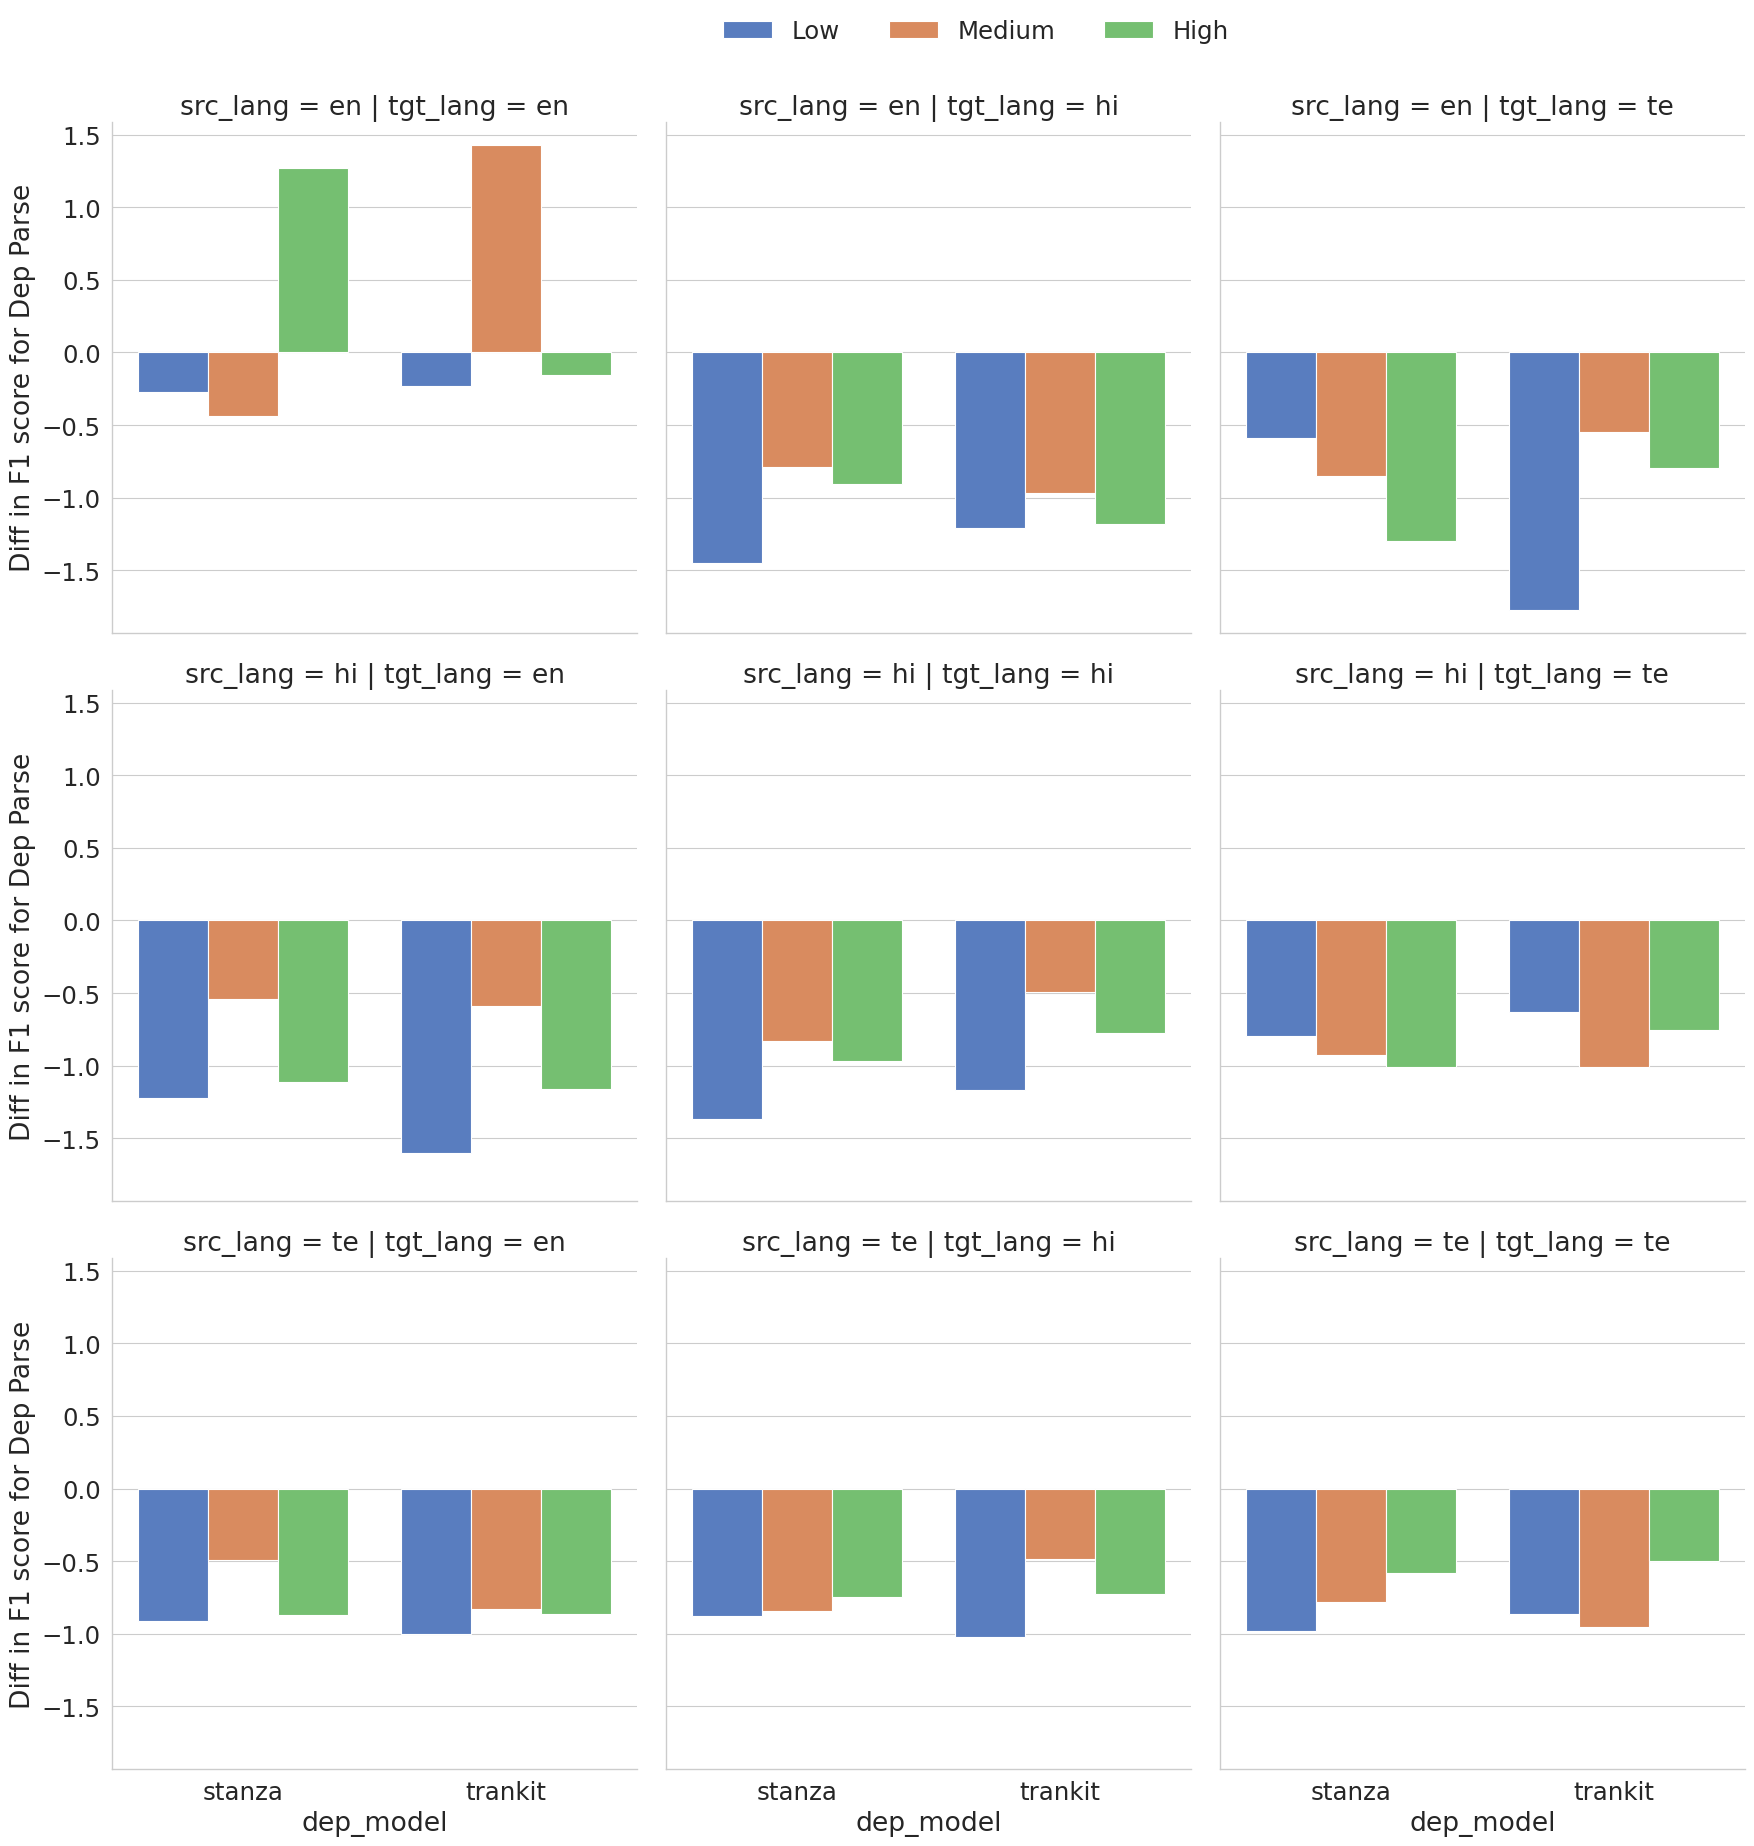 Low Medium High
src_lang = en | tgt_lang = en
src_lang = en | tgt_lang = hi
src_lang = en | tgt_lang = te
Diff in F1 score for Dep Parse
1.5
1.0
0.5
0.0
−0.5
−1.0
−1.5
src_lang = hi | tgt_lang = en
src_lang = hi | tgt_lang = hi
src_lang = hi | tgt_lang = te
Diff in F1 score for Dep Parse
1.5
1.0
0.5
0.0
−0.5
−1.0
−1.5
src_lang = te | tgt_lang = en
src_lang = te | tgt_lang = hi
src_lang = te | tgt_lang = te
Diff in F1 score for Dep Parse
1.5
1.0
0.5
0.0
−0.5
−1.0
−1.5
stanza trankit
dep_model
stanza trankit
dep_model
stanza trankit
dep_model